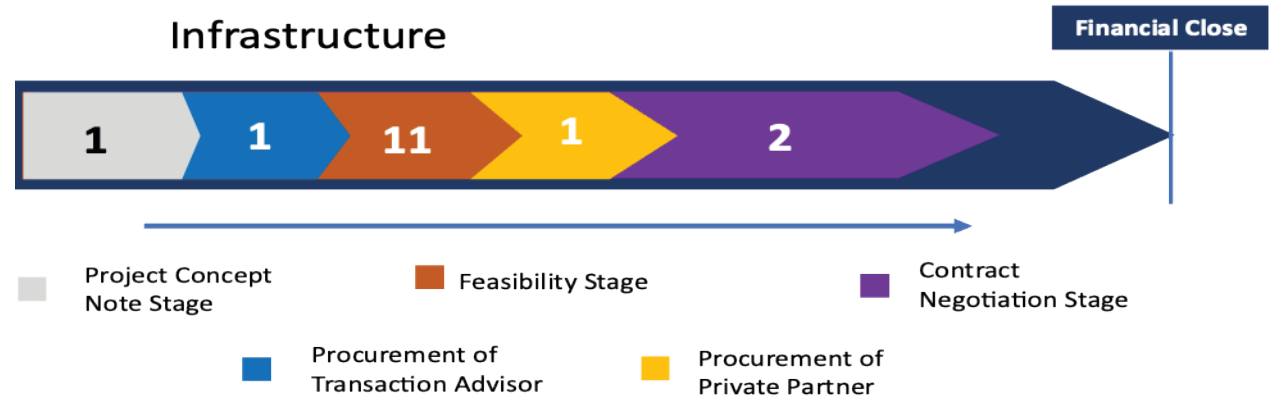 Infrastructure
Financial Close
1
1
11
1
2
Project Concept
Note Stage
Feasibility Stage
Contract
Negotiation Stage
Procurement of
Transaction Advisor
Procurement of
Private Partner